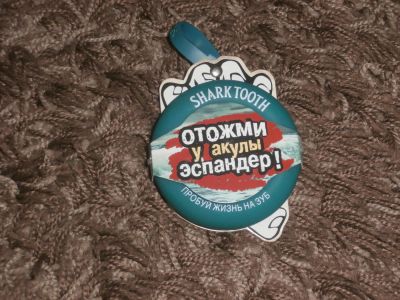 SHARK TOOTH
ОТОЖМИ
у акулы
эспандер!
ПРОБУЙ ЖИЗНЬ НА ЗУБ